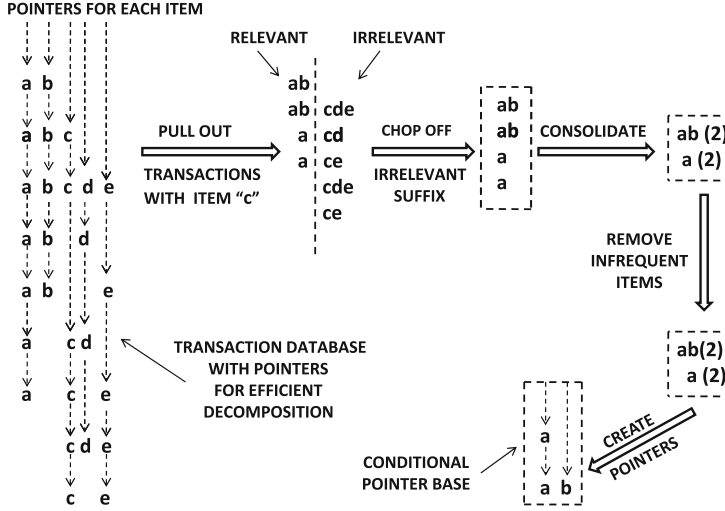 POINTERS FOR EACH ITEM
a b
a b c
a b c d e
a b d
a b e
a c d
a c e
c d e
c e
PULL OUT
TRANSACTIONS
WITH ITEM “c”
RELEVANT
IRRELEVANT
ab
ab cde
a cd
a ce
cde
ce
CHOP OFF
IRRELEVANT
SUFFIX
ab
ab
a
a
CONSOLIDATE
ab (2)
a (2)
REMOVE
INFREQUENT
ITEMS
ab(2)
a (2)
CREATE
POINTERS
a
a b
CONDITIONAL
POINTER BASE
TRANSACTION DATABASE
WITH POINTERS
FOR EFFICIENT
DECOMPOSITION